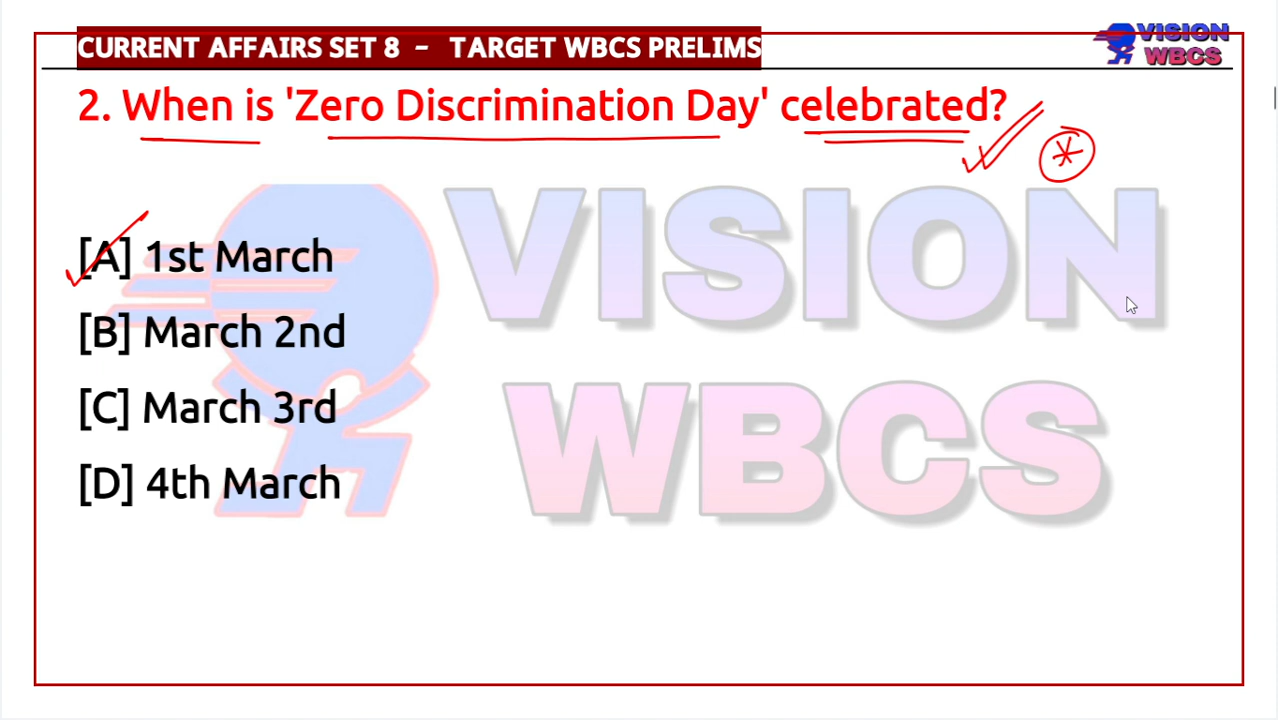 CURRENT AFFAIRS SET 8 - TARGET WBCS PRELIMS
VISION
WBCS
2. When is 'Zero Discrimination Day' celebrated?
[A] 1st March
[B] March 2nd
[C] March 3rd
[D] 4th March
VISION
WBCS